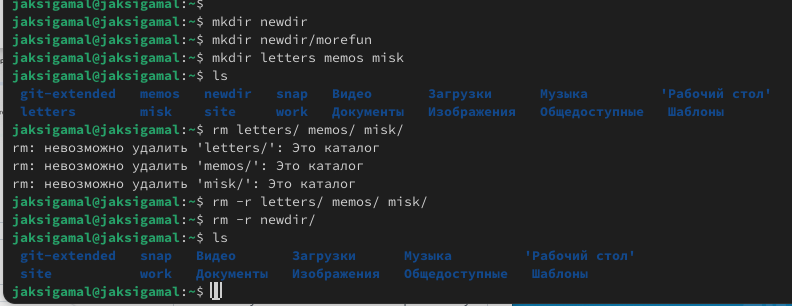 jaksigamal@jaksigamal:~$
jaksigamal@jaksigamal:~$ mkdir newdir
jaksigamal@jaksigamal:~$ mkdir newdir/morefun
jaksigamal@jaksigamal:~$ mkdir letters memos misk
jaksigamal@jaksigamal:~$ ls
git-extended memos newdir snap Видео Загрузки Музыка 'Рабочий стол'
letters misk site work Документы Изображения Общедоступные Шаблоны
jaksigamal@jaksigamal:~$ rm letters/ memos/ misk/
rm: невозможно удалить 'letters/': Это каталог
rm: невозможно удалить 'memos/': Это каталог
rm: невозможно удалить 'misk/': Это каталог
jaksigamal@jaksigamal:~$ rm -r letters/ memos/ misk/
jaksigamal@jaksigamal:~$ rm -r newdir/
jaksigamal@jaksigamal:~$ ls
git-extended snap Видео Загрузки Музыка 'Рабочий стол'
site work Документы Изображения Общедоступные Шаблоны
jaksigamal@jaksigamal:~$